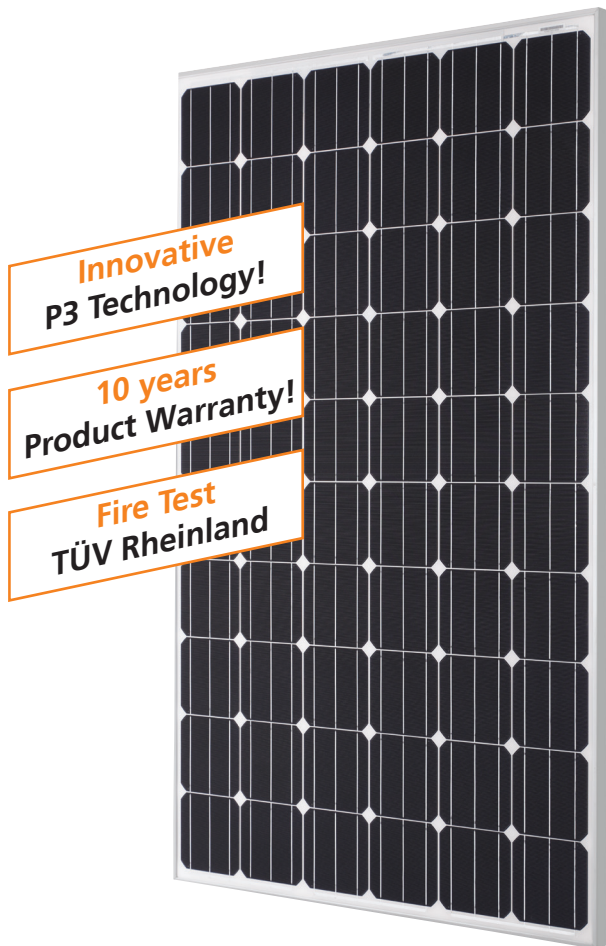 Innovative
P3 Technology!
10 years
Product Warranty!
Fire Test
TÜV Rheinland